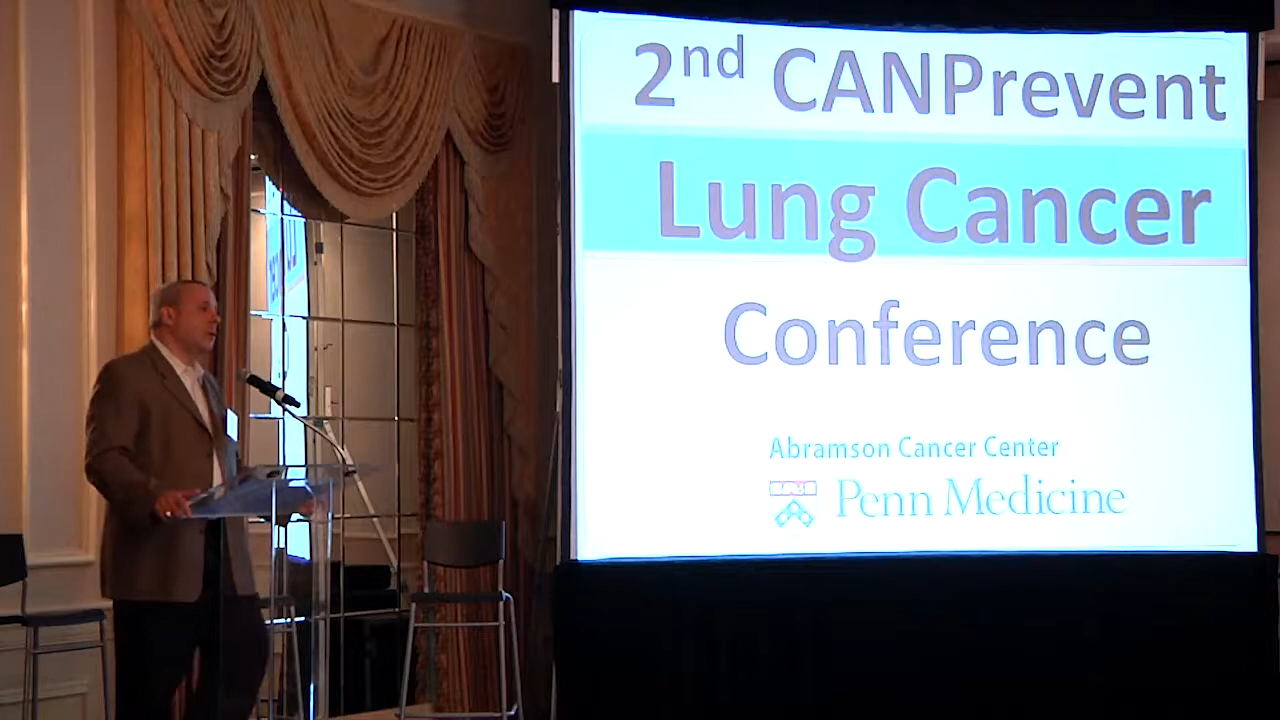 2nd CANPrevent
Lung Cancer
Conference
Abramson Cancer Center
Penn Medicine